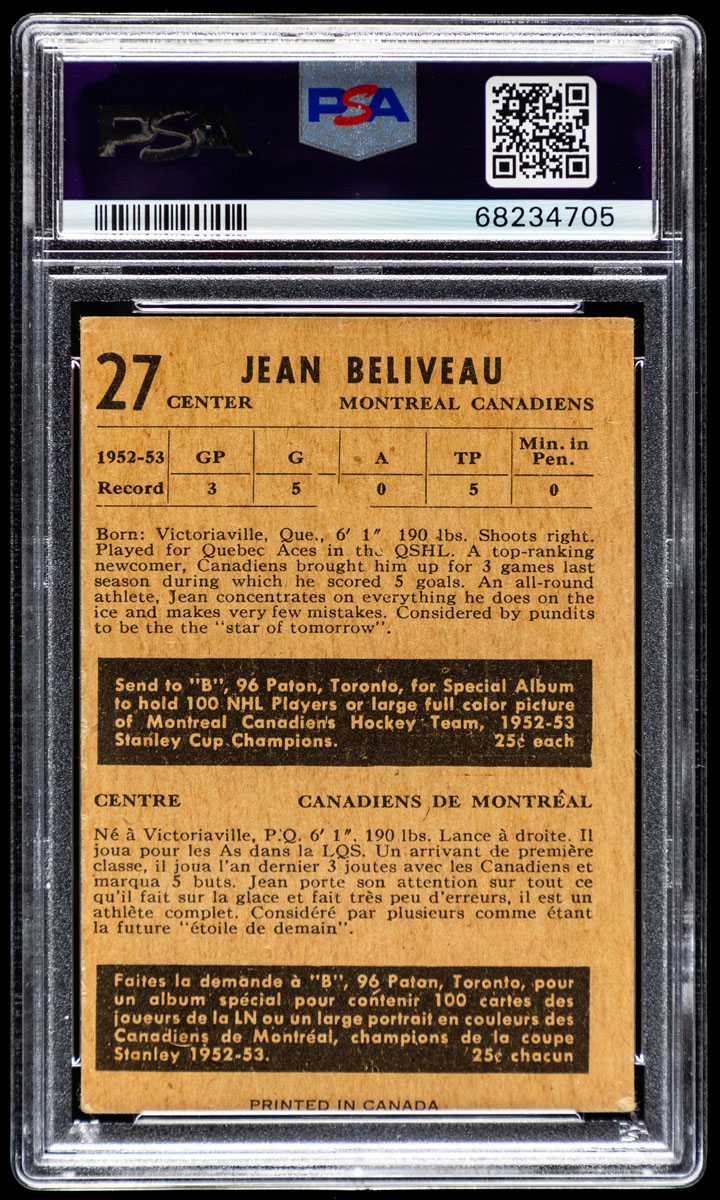 PSA
PSA
68234705
27 JEAN BELIVEAU
CENTER MONTREAL CANADIENS
1952-53 GP G A TP Min. in Pen.
Record 3 5 0 5 0
Born: Victoriaville, Que., 6' 1" 190 lbs. Shoots right.
Played for Quebec Aces in the QSHL. A top-ranking
newcomer, Canadiens brought him up for 3 games last
season during which he scored 5 goals. An all-round
athlete, Jean concentrates on everything he does on the
ice and makes very few mistakes. Considered by pundits
to be the the "star of tomorrow".
Send to "B", 96 Paton, Toronto, for Special Album
to hold 100 NHL Players or large full color picture
of Montreal Canadien's Hockey Team, 1952-53
Stanley Cup Champions. 25¢ each
CENTRE CANADIENS DE MONTRÉAL
Né à Victoriaville, P.Q. 6' 1". 190 lbs. Lance à droite. Il
joua pour les As dans la LQS. Un arrivant de première
classe, il joua l'an dernier 3 joutes avec les Canadiens et
marqua 5 buts. Jean porte son attention sur tout ce
qu'il fait sur la glace et fait très peu d'erreurs, il est un
athlète complet. Considéré par plusieurs comme étant
la future "étoile de demain".
Faites la demande à "B", 96 Paton, Toronto, pour
un album spécial pour contenir 100 cartes des
joueurs de la LN ou un large portrait en couleurs des
Canadiens de Montréal, champions de la coupe
Stanley 1952-53. 25¢ chacun
PRINTED IN CANADA